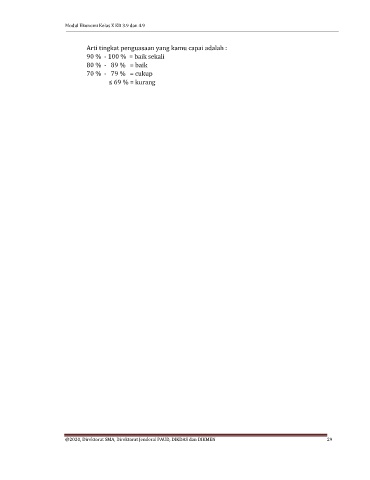 Modul Ekonomi Kelas X KD 3.9 dan 4.9
Arti tingkat penguasaan yang kamu capai adalah :
90 % - 100 % = baik sekali
80 % - 89 % = baik
70 % - 79 % = cukup
≤ 69 % = kurang
@2020, Direktorat SMA, Direktorat Jenderal PAUD, DIKDAS dan DIKMEN 29